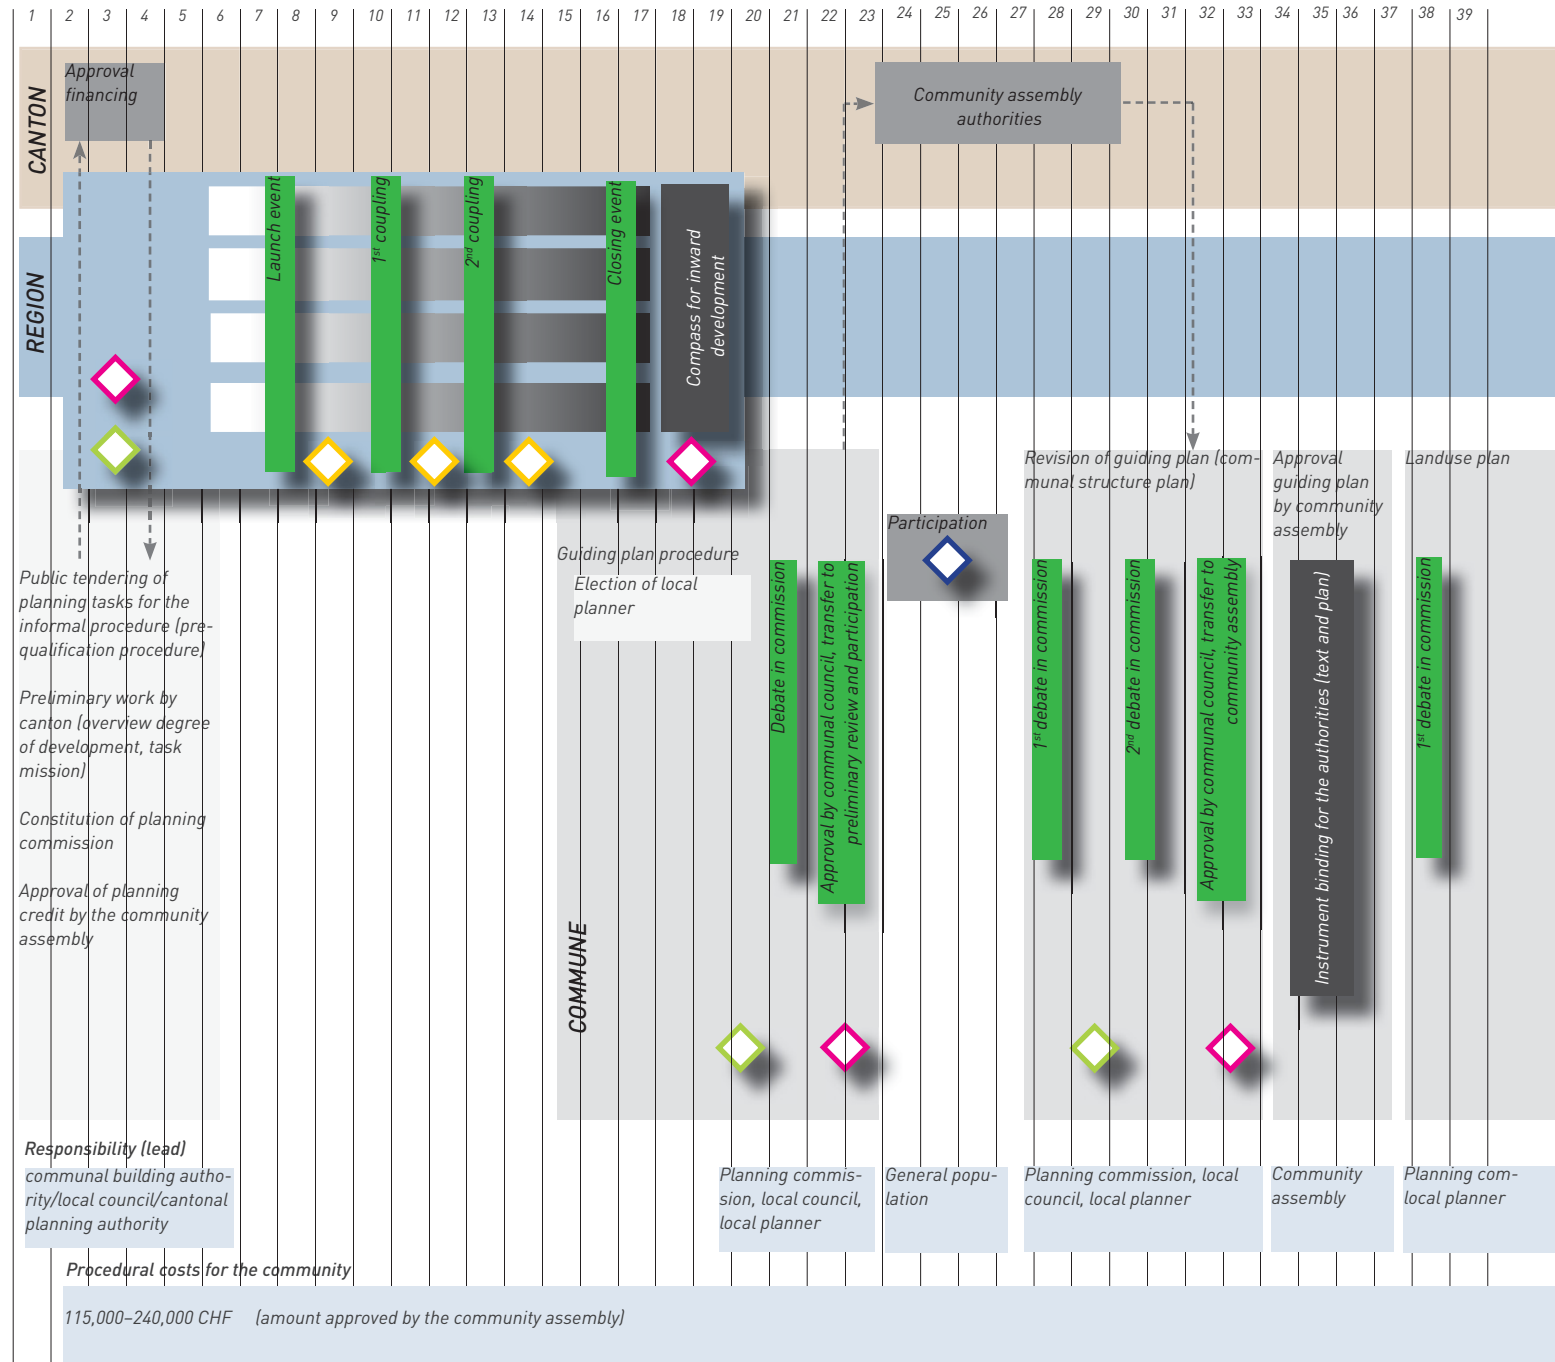 1 2 3 4 5 6 7 8 9 10 11 12 13 14 15 16 17 18 19 20 21 22 23 24 25 26 27 28 29 30 31 32 33 34 35 36 37 38 39
CANTON
Approval
financing
Community assembly
authorities
REGION
Launch event
1st coupling
2nd coupling
Closing event
Compass for inward
development
Public tendering of
planning tasks for the
informal procedure (pre-
qualification procedure)
Preliminary work by
canton (overview degree
of development, task
mission)
Constitution of planning
commission
Approval of planning
credit by the community
assembly
COMMUNE
Guiding plan procedure
Election of local
planner
Debate in commission
Approval by communal council, transfer to
preliminary review and participation
Participation
Revision of guiding plan (com-
munal structure plan)
1st debate in commission
2nd debate in commission
Approval by communal council, transfer to
community assembly
Approval
guiding plan
by community
assembly
Instrument binding for the authorities (text and plan)
Landuse plan
1st debate in commission
Responsibility (lead)
communal building autho-
rity/local council/cantonal
planning authority
Planning commis-
sion, local council,
local planner
General popu-
lation
Planning commission, local
council, local planner
Community
assembly
Planning com-
local planner
Procedural costs for the community
115,000–240,000 CHF (amount approved by the community assembly)